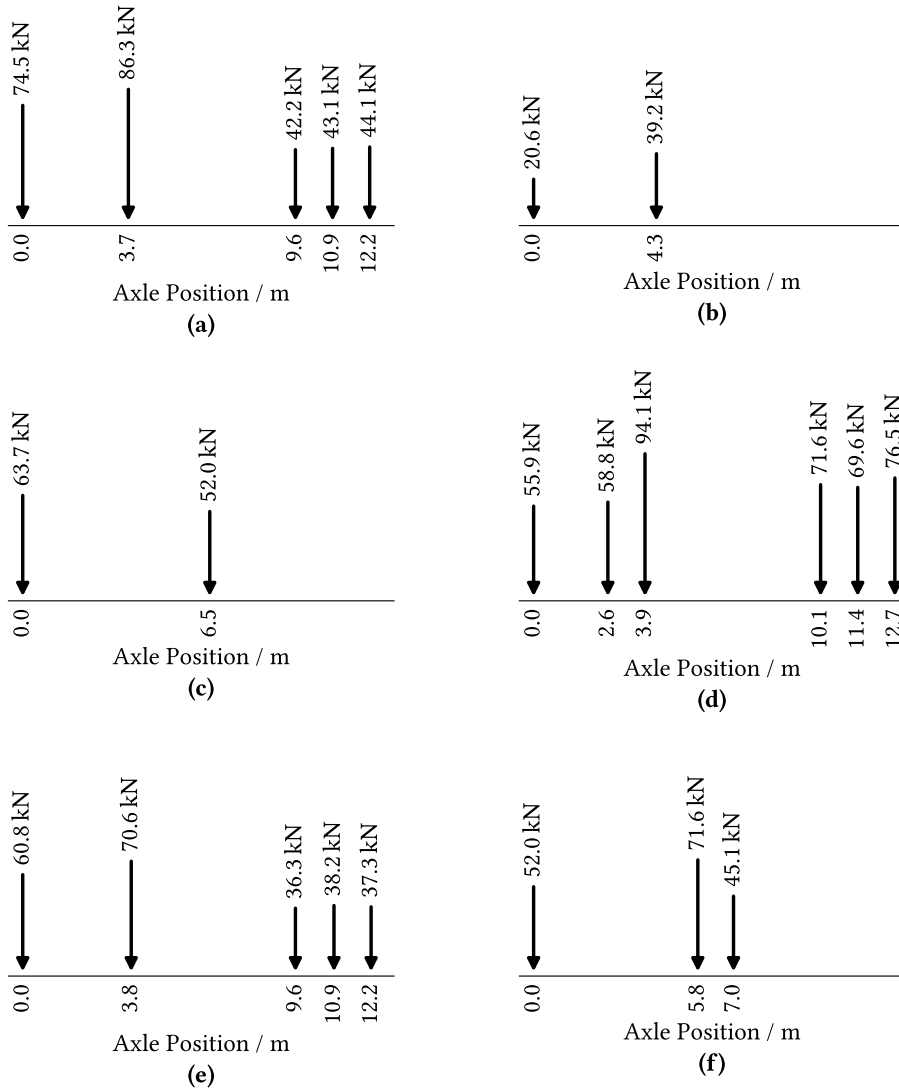 74.5 kN
86.3 kN
42.2 kN
43.1 kN
44.1 kN
0.0
3.7
9.6
10.9
12.2
Axle Position / m
(a)
20.6 kN
39.2 kN
0.0
4.3
Axle Position / m
(b)
63.7 kN
52.0 kN
0.0
6.5
Axle Position / m
(c)
55.9 kN
58.8 kN
94.1 kN
71.6 kN
69.6 kN
76.5 kN
0.0
2.6
3.9
10.1
11.4
12.7
Axle Position / m
(d)
60.8 kN
70.6 kN
36.3 kN
38.2 kN
37.3 kN
0.0
3.8
9.6
10.9
12.2
Axle Position / m
(e)
52.0 kN
71.6 kN
45.1 kN
0.0
5.8
7.0
Axle Position / m
(f)